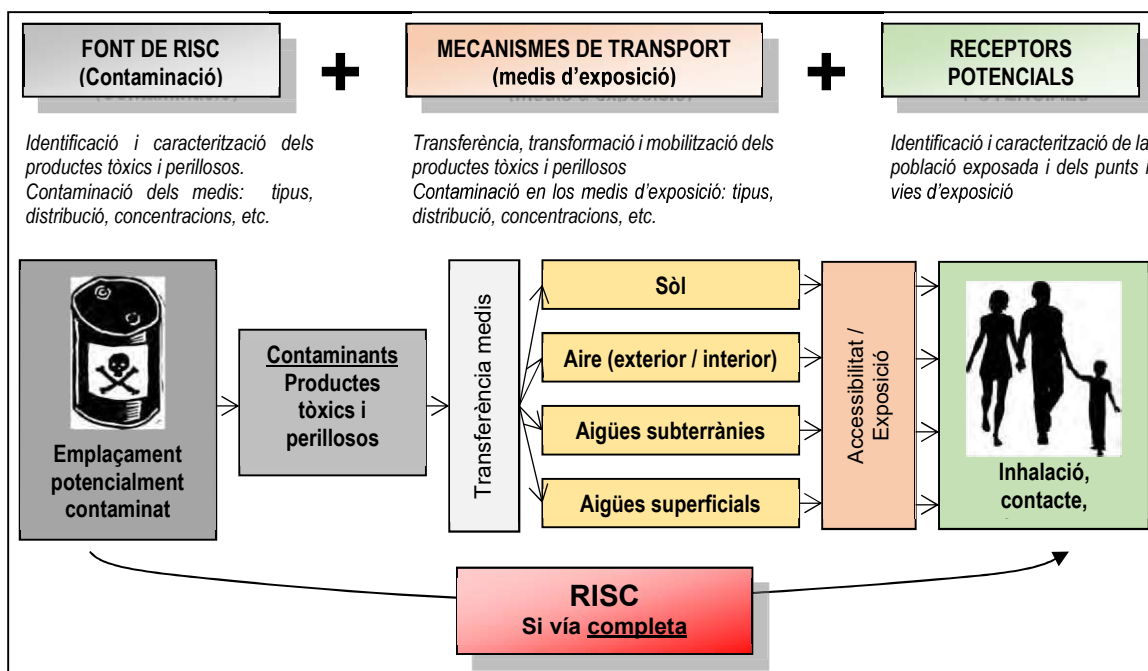 FONT DE RISC
(Contaminació)
+
MECANISMES DE TRANSPORT
(medis d'exposició)
+
RECEPTORS
POTENCIALS
Identificació i caracterització dels
productes tòxics i perillosos.
Contaminació dels medis: tipus,
distribució, concentracions, etc.
Transferència, transformació i mobilització dels
productes tòxics i perillosos
Contaminació en los medis d'exposició: tipus,
distribució, concentracions, etc.
Identificació i caracterització de la
població exposada i dels punts i
vies d'exposició
Emplaçament
potencialment
contaminat
Contaminants
Productes
tòxics i
perillosos
Transferència medis
Sòl
Aire (exterior / interior)
Aigües subterrànies
Aigües superficials
Accessibilitat /
Exposició
Inhalació,
contacte,
RISC
Si vía completa